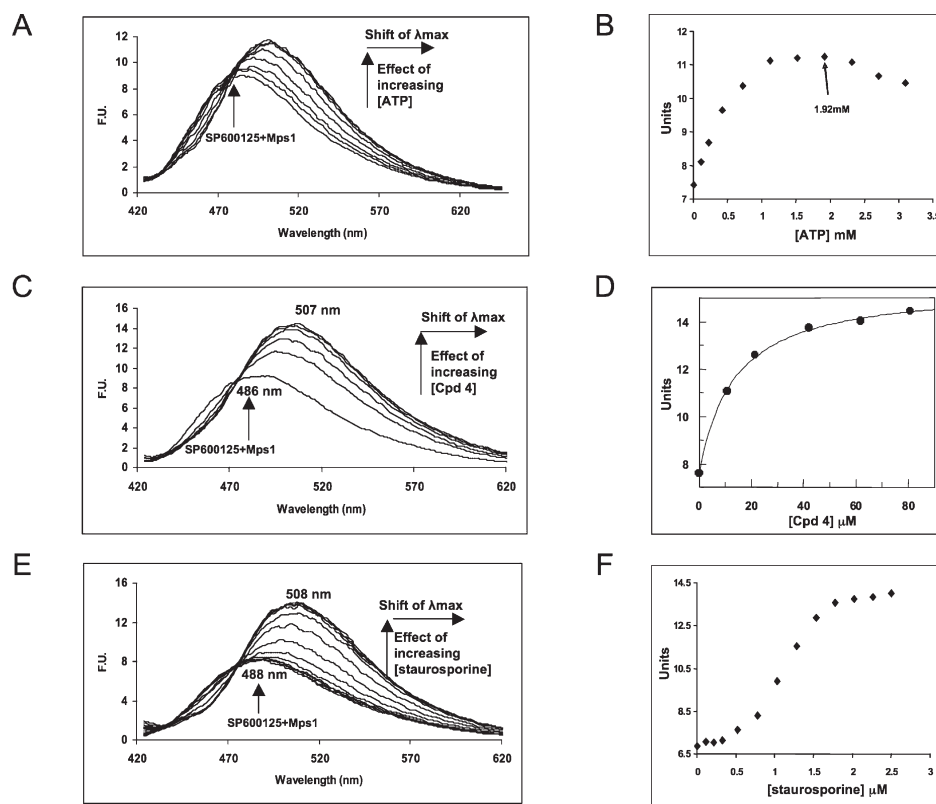 A
F.U.
12
10
8
6
4
2
0
420
470
520
570
620
Wavelength (nm)
SP600125+Mps1
Shift of λmax
Effect of
increasing
[ATP]
B
Units
12
11
10
9
8
7
0
0.5
1
1.5
2
2.5
3
3.5
[ATP] mM
1.92mM
C
F.U.
16
14
12
10
8
6
4
2
0
420
470
520
570
620
Wavelength (nm)
507 nm
486 nm
SP600125+Mps1
Shift of λmax
Effect of
increasing
[Cpd 4]
D
Units
14
12
10
8
0
20
40
60
80
[Cpd 4] µM
E
F.U.
16
12
8
4
0
420
470
520
570
620
Wavelength (nm)
508 nm
488 nm
SP600125+Mps1
Shift of λmax
Effect of
increasing
[staurosporine]
F
Units
14.5
12.5
10.5
8.5
6.5
0
0.5
1
1.5
2
2.5
3
[staurosporine] µM